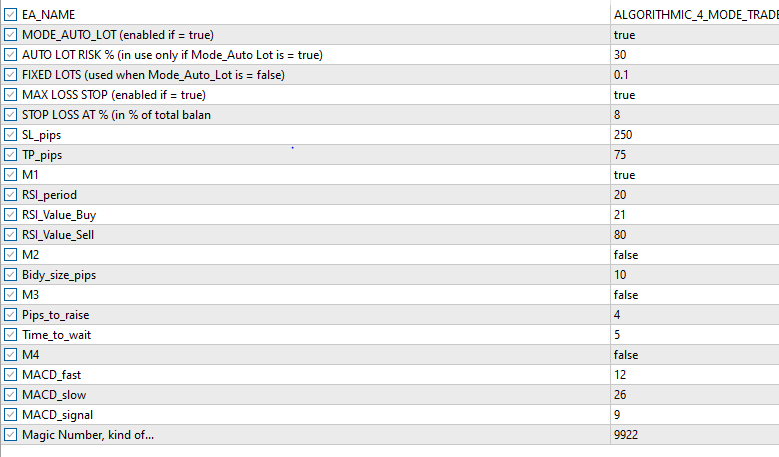 EA_NAME ALGORITHMIC_4_MODE_TRADE
MODE_AUTO_LOT (enabled if = true) true
AUTO LOT RISK % (in use only if Mode_Auto Lot is = true) 30
FIXED LOTS (used when Mode_Auto_Lot is = false) 0.1
MAX LOSS STOP (enabled if = true) true
STOP LOSS AT % (in % of total balan 8
SL_pips 250
TP_pips 75
M1 true
RSI_period 20
RSI_Value_Buy 21
RSI_Value_Sell 80
M2 false
Bidy_size_pips 10
M3 false
Pips_to_raise 4
Time_to_wait 5
M4 false
MACD_fast 12
MACD_slow 26
MACD_signal 9
Magic Number, kind of... 9922